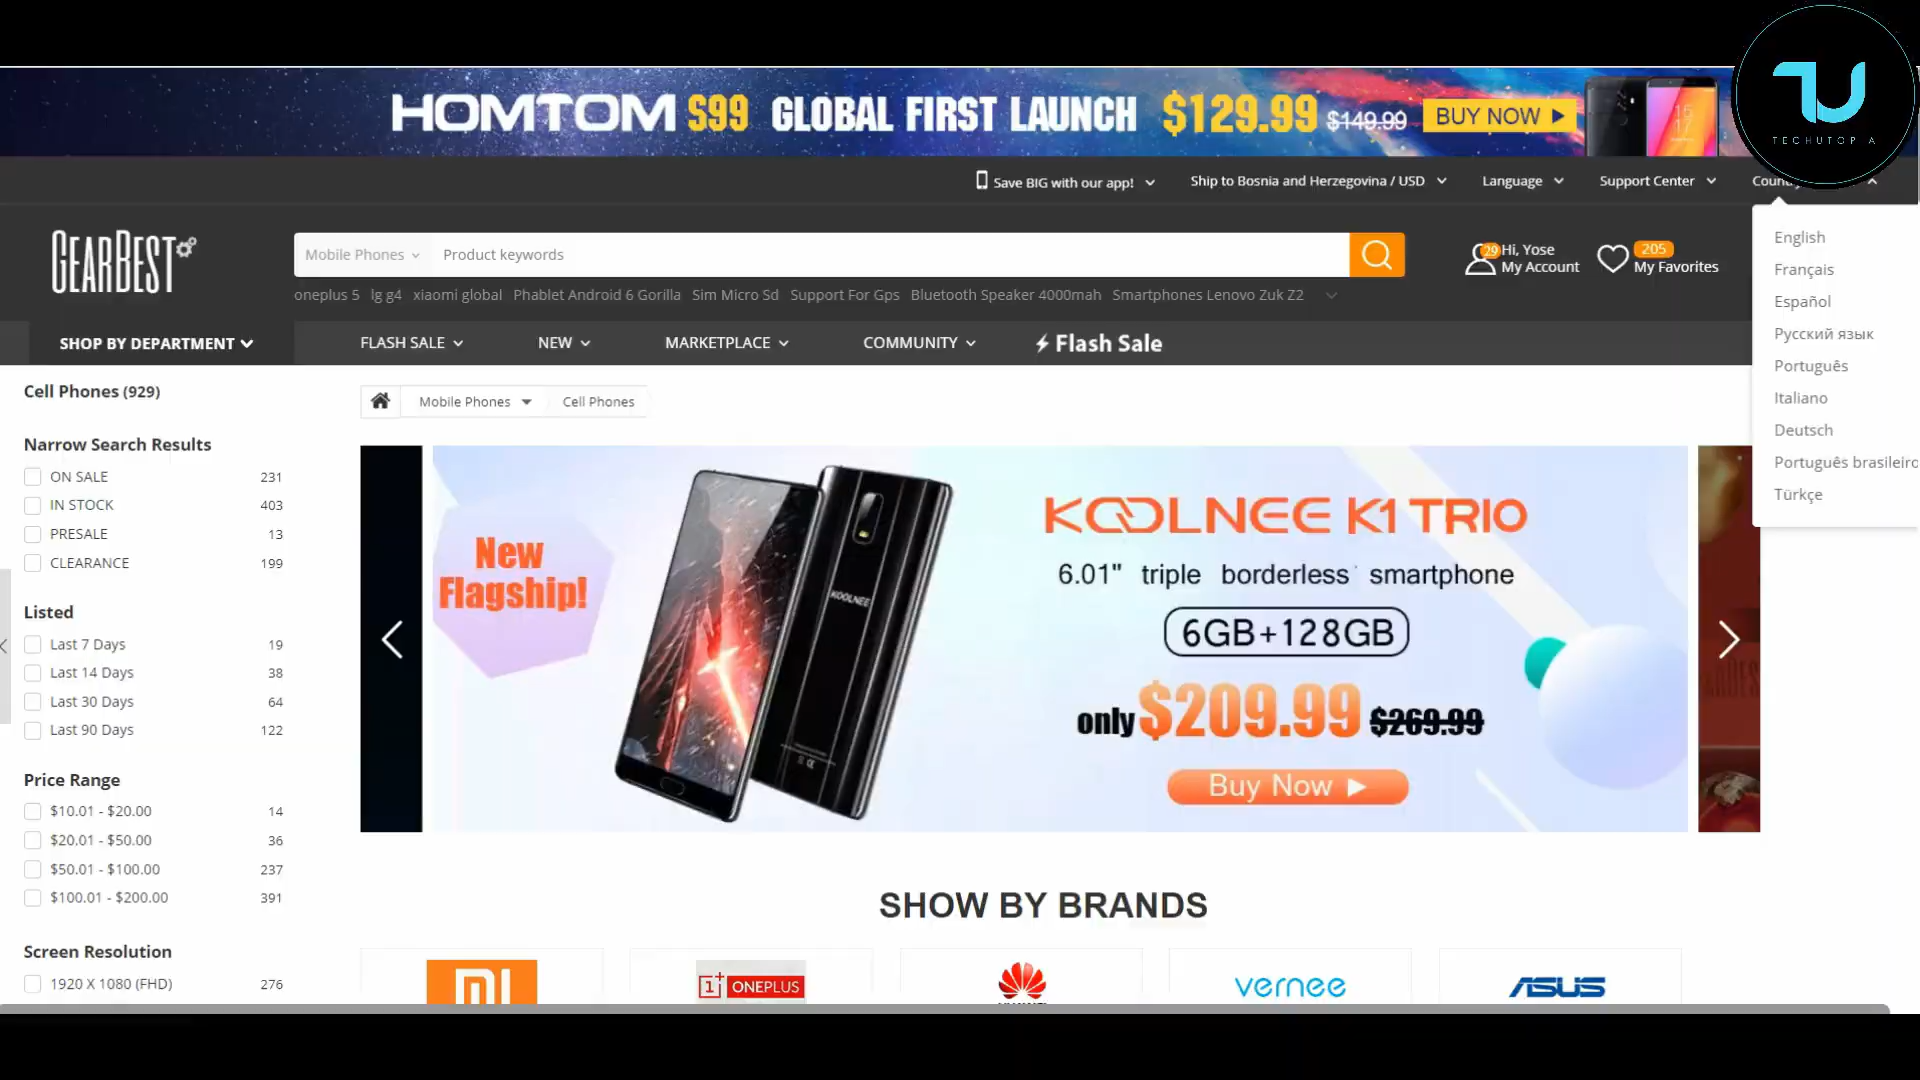 HOMTOM S99 GLOBAL FIRST LAUNCH $129.99 $149.99 BUY NOW
TU
TECHUTOPIA
Save BIG with our app! Ship to Bosnia and Herzegovina / USD Language Support Center
GEARBEST
Mobile Phones Product keywords
29 Hi, Yose
My Account
205
My Favorites
oneplus 5 lg g4 xiaomi global Phablet Android 6 Gorilla Sim Micro Sd Support For Gps Bluetooth Speaker 4000mah Smartphones Lenovo Zuk Z2
English
Français
Español
Русский язык
Português
Italiano
Deutsch
Português brasileiro
Türkçe
SHOP BY DEPARTMENT FLASH SALE NEW MARKETPLACE COMMUNITY Flash Sale
Cell Phones (929)
Mobile Phones Cell Phones
Narrow Search Results
ON SALE 231
IN STOCK 403
PRESALE 13
CLEARANCE 199
Listed
Last 7 Days 19
Last 14 Days 38
Last 30 Days 64
Last 90 Days 122
Price Range
$10.01 - $20.00 14
$20.01 - $50.00 36
$50.01 - $100.00 237
$100.01 - $200.00 391
Screen Resolution
1920 X 1080 (FHD) 276
New
Flagship!
KOOLNEE
KOOLNEE K1 TRIO
6.01" triple borderless smartphone
6GB+128GB
only $209.99 $269.99
Buy Now
SHOW BY BRANDS
MI
1+ ONEPLUS
vernee
ASUS